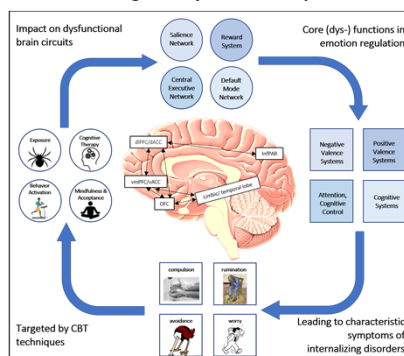 Impact on dysfunctional
brain circuits
Salience
Network
Reward
System
Central
Executive
Network
Default
Mode
Network
Core (dys-) functions in
emotion regulation
Exposure
Cognitive
Therapy
Behavior
Activation
Mindfulness &
Acceptance
dlPFC/dACC
InfPAR
vmPFC/vACC
OFC
Limbic/ temporal lobe
Negative
Valence
Systems
Positive
Valence
Systems
Attention,
Cognitive
Control
Cognitive
Systems
compulsion
rumination
avoidance
worry
Targeted by CBT
techniques
Leading to characteristic
symptoms of
internalizing disorders